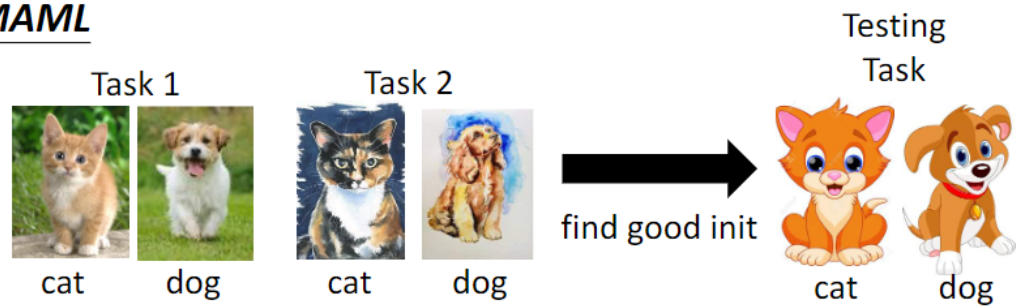 MAML
Task 1
Task 2
Testing
Task
cat
dog
cat
dog
find good init
cat
dog